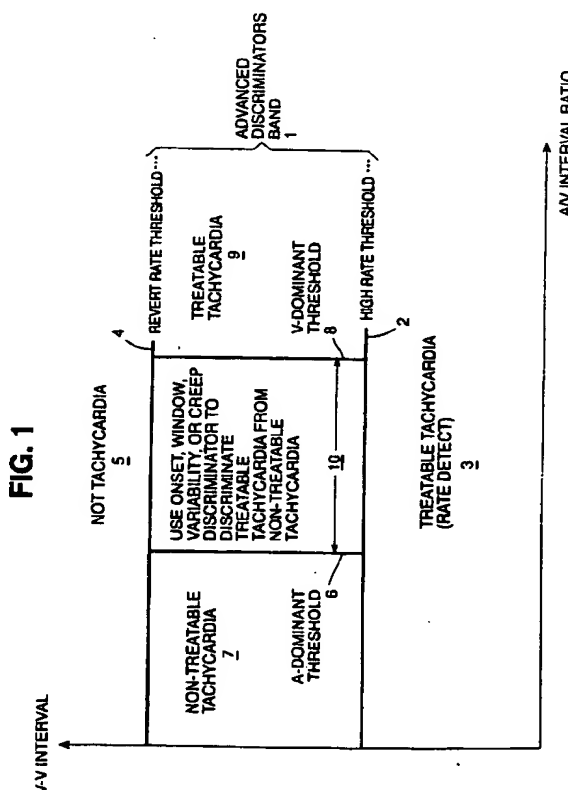 FIG. 1
V-V INTERVAL
NOT TACHYCARDIA
5
4
REVERT RATE THRESHOLD ...
NON-TREATABLE
TACHYCARDIA
7
USE ONSET, WINDOW,
VARIABILITY, OR CREEP
DISCRIMINATOR TO
DISCRIMINATE
TREATABLE
TACHYCARDIA FROM
NON-TREATABLE
TACHYCARDIA
TREATABLE
TACHYCARDIA
9
ADVANCED
DISCRIMINATORS
BAND
1
10
A-DOMINANT
THRESHOLD
6
V-DOMINANT
THRESHOLD
8
HIGH RATE THRESHOLD ...
2
TREATABLE TACHYCARDIA
(RATE DETECT)
3
A/V INTERVAL RATIO